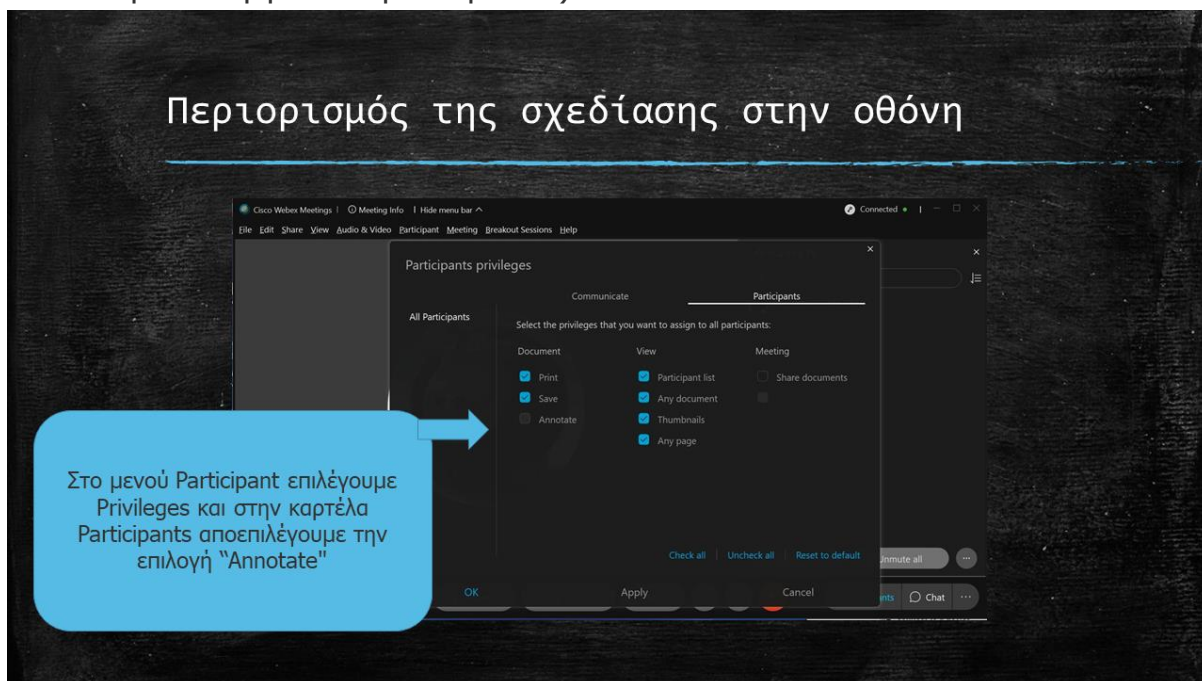 Περιορισμός της σχεδίασης στην οθόνη
Cisco Webex Meetings | Meeting Info | Hide menu bar
Connected
File Edit Share View Audio & Video Participant Meeting Breakout Sessions Help
Participants privileges
Communicate Participants
All Participants
Select the privileges that you want to assign to all participants:
Document View Meeting
Print Participant list Share documents
Save Any document
Annotate Thumbnails
Any page
Στο μενού Participant επιλέγουμε
Privileges και στην καρτέλα
Participants αποεπιλέγουμε την
επιλογή “Annotate"
Check all | Uncheck all | Reset to default
Unmute all
OK Apply Cancel
Chat